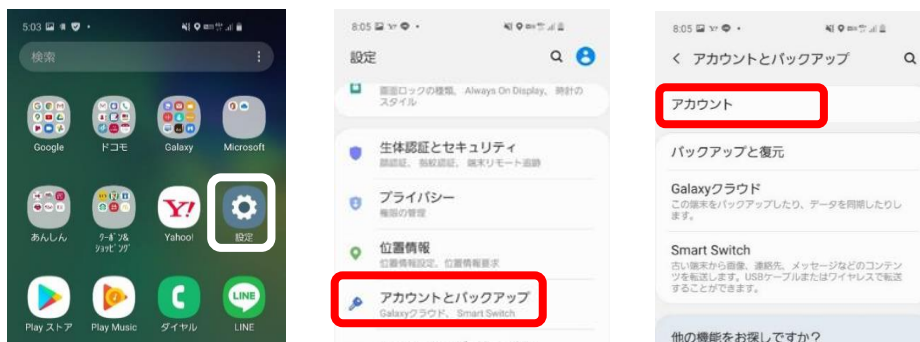 5:03
検索
Google
ドコモ
Galaxy
Microsoft
あんしん
クーポン&
ショッピング
Yahoo!
設定
Play ストア
Play Music
ダイヤル
LINE
8:05
設定
画面ロックの種類、 Always On Display、 時計の
スタイル
生体認証とセキュリティ
顔認証、 指紋認証、 端末リモート追跡
プライバシー
権限の管理
位置情報
位置情報設定、位置情報要求
アカウントとバックアップ
Galaxyクラウド、 Smart Switch
8:05
アカウントとバックアップ
アカウント
バックアップと復元
Galaxyクラウド
この端末をバックアップしたり、データを同期したりし
ます。
Smart Switch
古い端末から画像、連絡先、メッセージなどのコンテン
ツを転送します。USBケーブルまたはワイヤレスで転送
することができます。
他の機能をお探しですか?